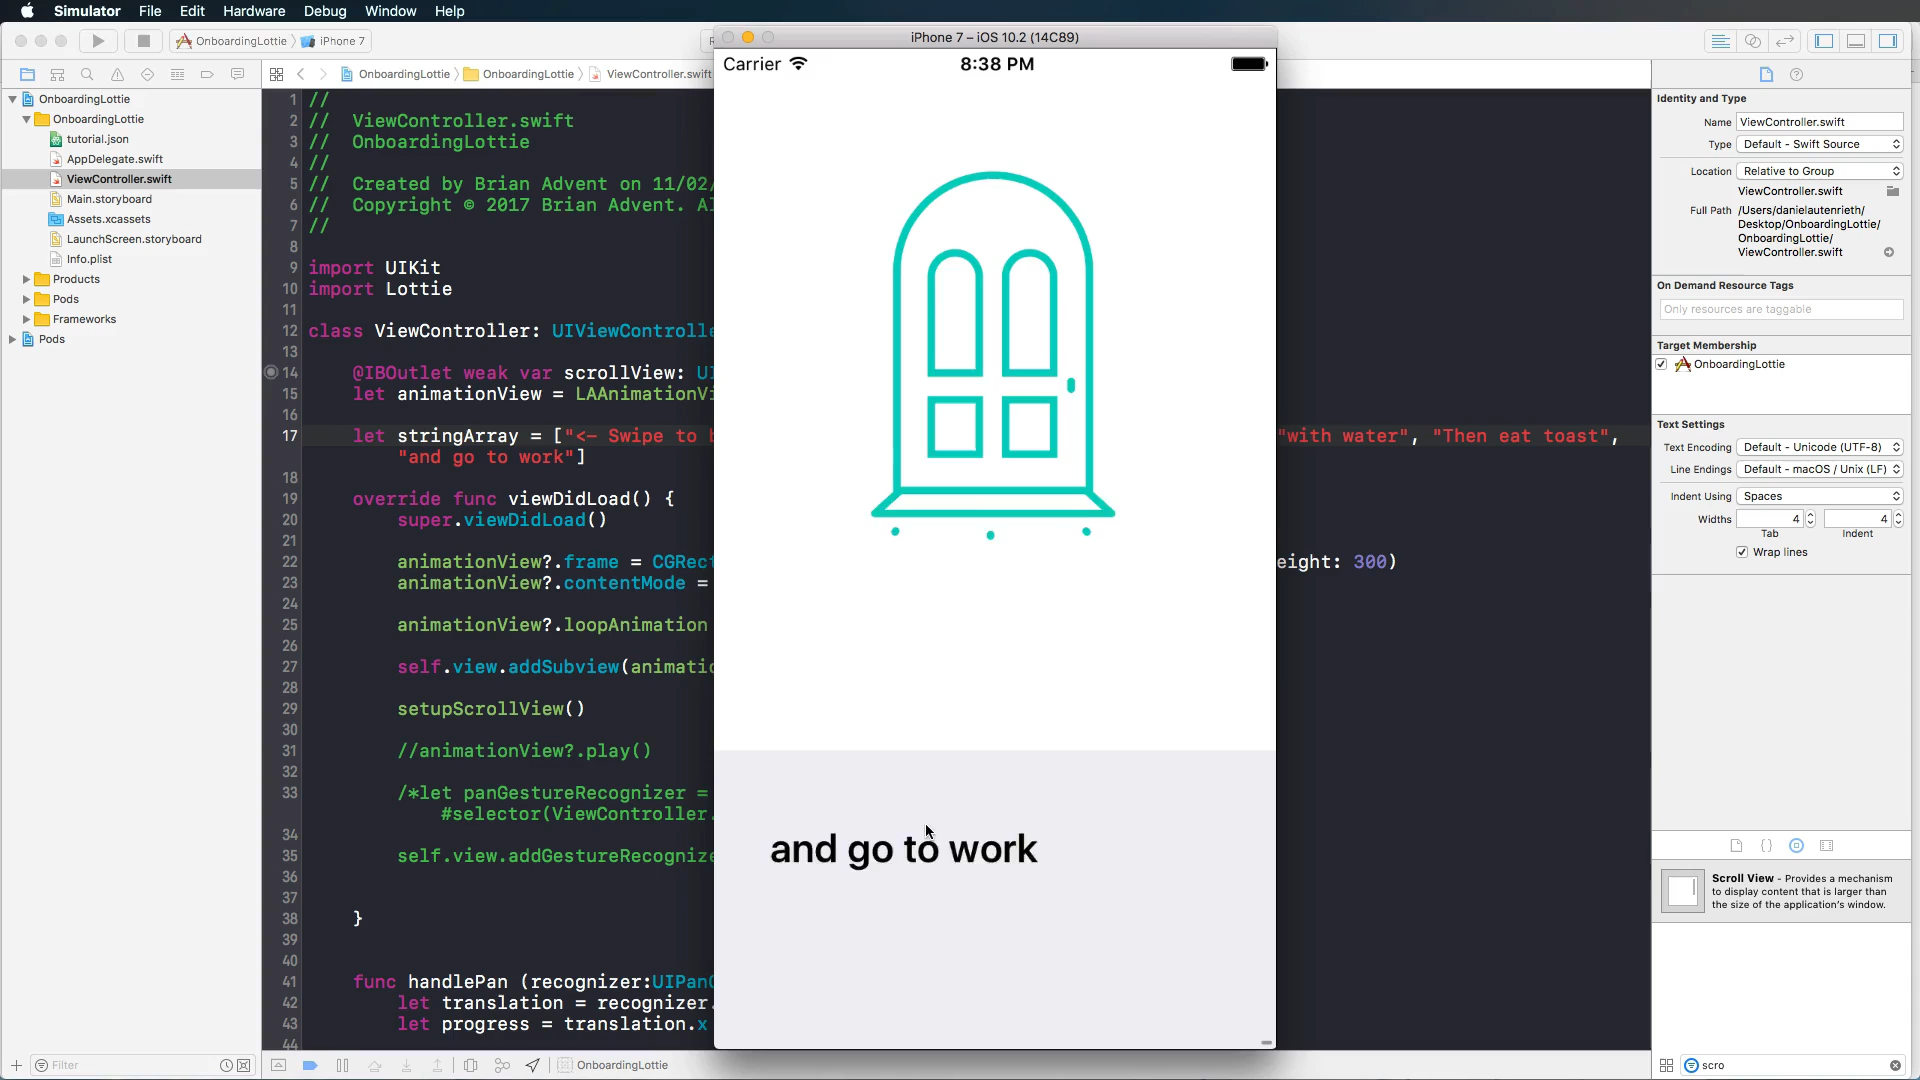 Simulator File Edit Hardware Debug Window Help
OnboardingLottie iPhone 7
iPhone 7 – iOS 10.2 (14C89)
OnboardingLottie OnboardingLottie ViewController.swift
OnboardingLottie
OnboardingLottie
tutorial.json
AppDelegate.swift
ViewController.swift
Main.storyboard
Assets.xcassets
LaunchScreen.storyboard
Info.plist
Products
Pods
Frameworks
Pods
Filter
1 //
2 // ViewController.swift
3 // OnboardingLottie
4 //
5 // Created by Brian Advent on 11/02/
6 // Copyright © 2017 Brian Advent. Al
7 //
8
9 import UIKit
10 import Lottie
11
12 class ViewController: UIViewControlle
13
14 @IBOutlet weak var scrollView: UI
15 let animationView = LAAnimationVi
16
17 let stringArray = ["<- Swipe to b "with water", "Then eat toast",
"and go to work"]
18
19 override func viewDidLoad() {
20 super.viewDidLoad()
21
22 animationView?.frame = CGRect eight: 300)
23 animationView?.contentMode =
24
25 animationView?.loopAnimation
26
27 self.view.addSubview(animatio
28
29 setupScrollView()
30
31 //animationView?.play()
32
33 /*let panGestureRecognizer =
#selector(ViewController.
34
35 self.view.addGestureRecognize
36
37
38 }
39
40
41 func handlePan (recognizer:UIPanG
42 let translation = recognizer.
43 let progress = translation.x
44
OnboardingLottie
Carrier 8:38 PM
and go to work
Identity and Type
Name ViewController.swift
Type Default - Swift Source
Location Relative to Group
ViewController.swift
Full Path /Users/danielautenrieth/
Desktop/OnboardingLottie/
OnboardingLottie/
ViewController.swift
On Demand Resource Tags
Only resources are taggable
Target Membership
OnboardingLottie
Text Settings
Text Encoding Default - Unicode (UTF-8)
Line Endings Default - macOS / Unix (LF)
Indent Using Spaces
Widths 4 4
Tab Indent
Wrap lines
Scroll View - Provides a mechanism
to display content that is larger than
the size of the application's window.
scro